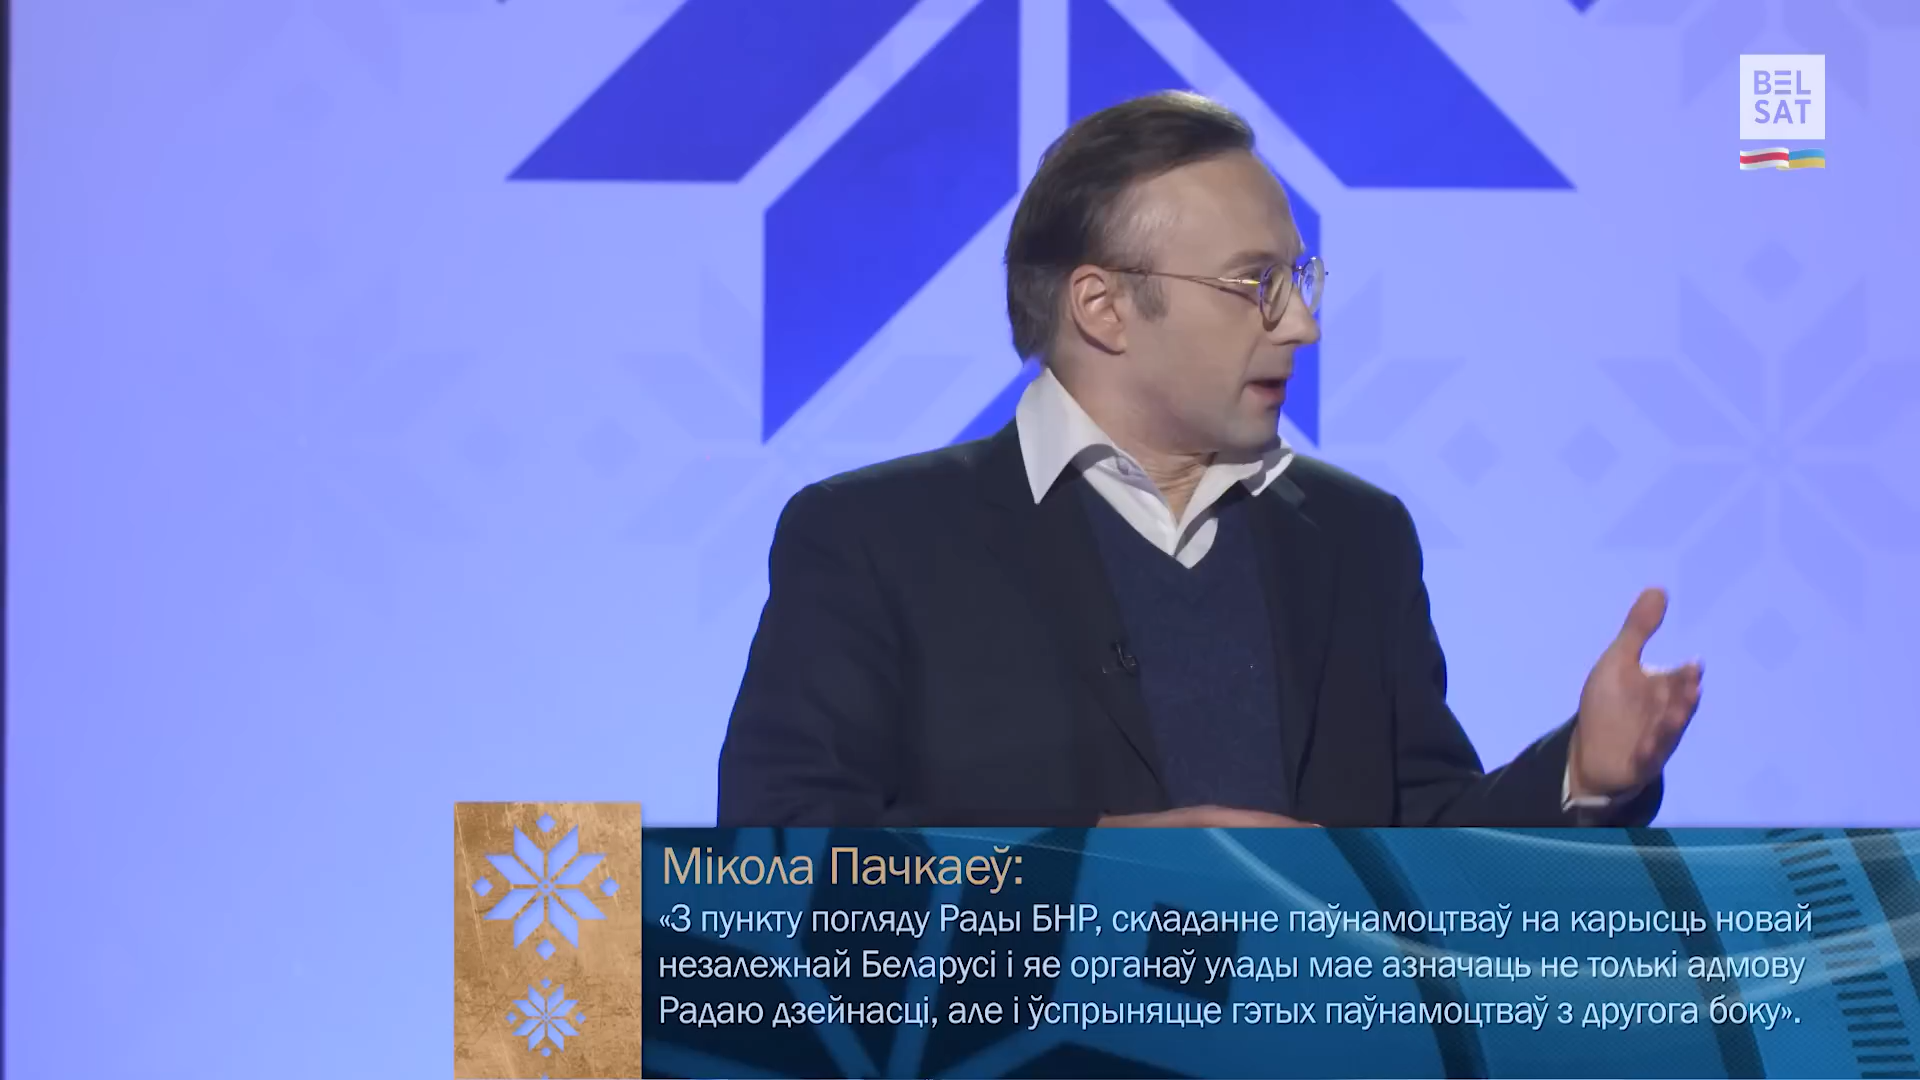 BEL
SAT
Мікола Пачкаеў:
«З пункту погляду Рады БНР, складанне паўнамоцтваў на карысць новай
незалежнай Беларусі і яе органаў улады мае азначаць не толькі адмову
Радаю дзейнасці, але і ўспрыняцце гэтых паўнамоцтваў з другога боку».